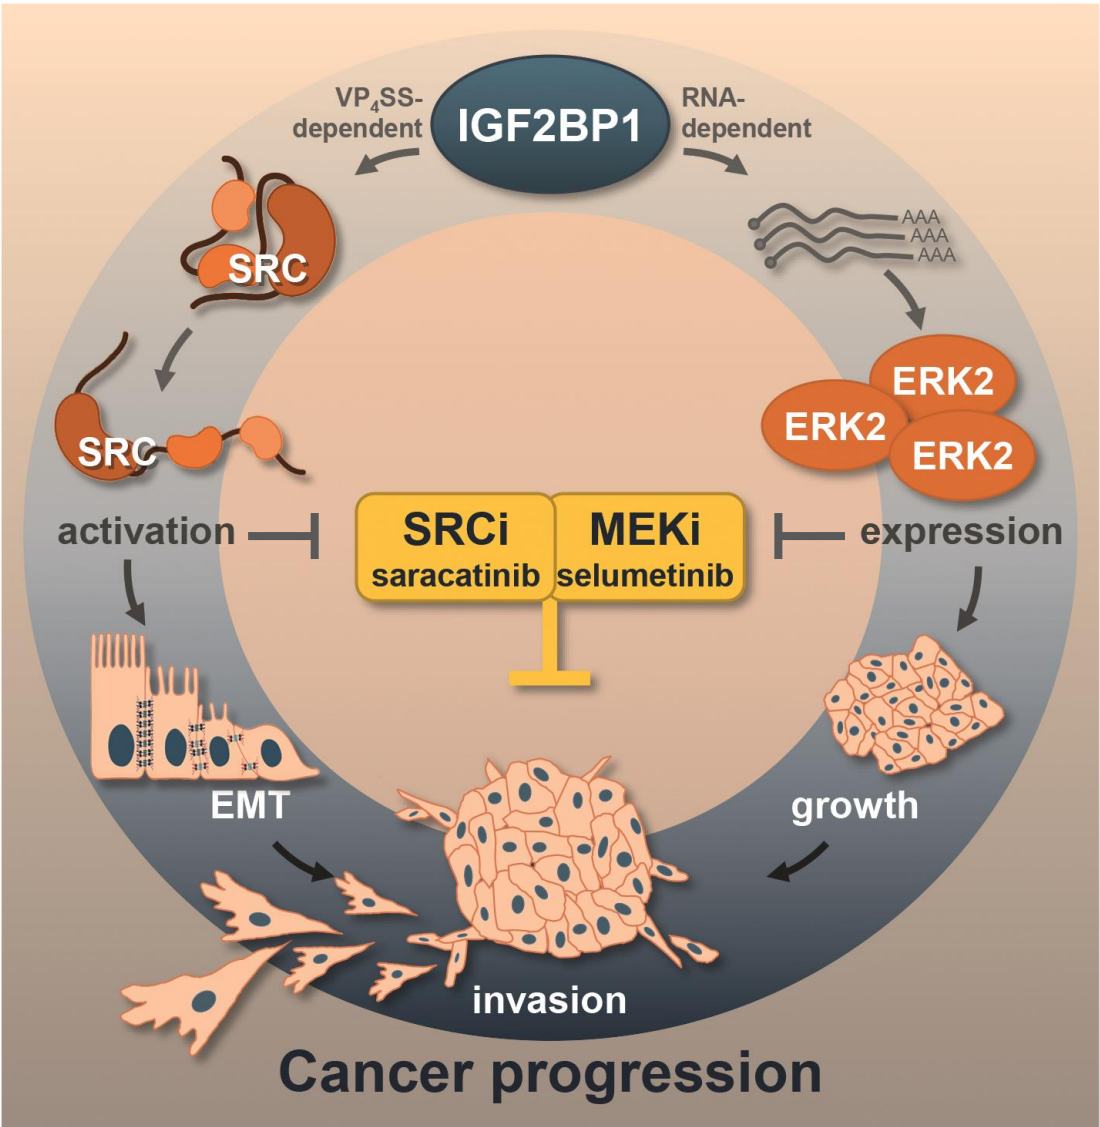 VP4SS-
dependent
IGF2BP1
RNA-
dependent
SRC
AAA
AAA
AAA
SRC
ERK2
ERK2
ERK2
activation
SRCi
saracatinib
MEKi
selumetinib
expression
EMT
growth
invasion
Cancer progression